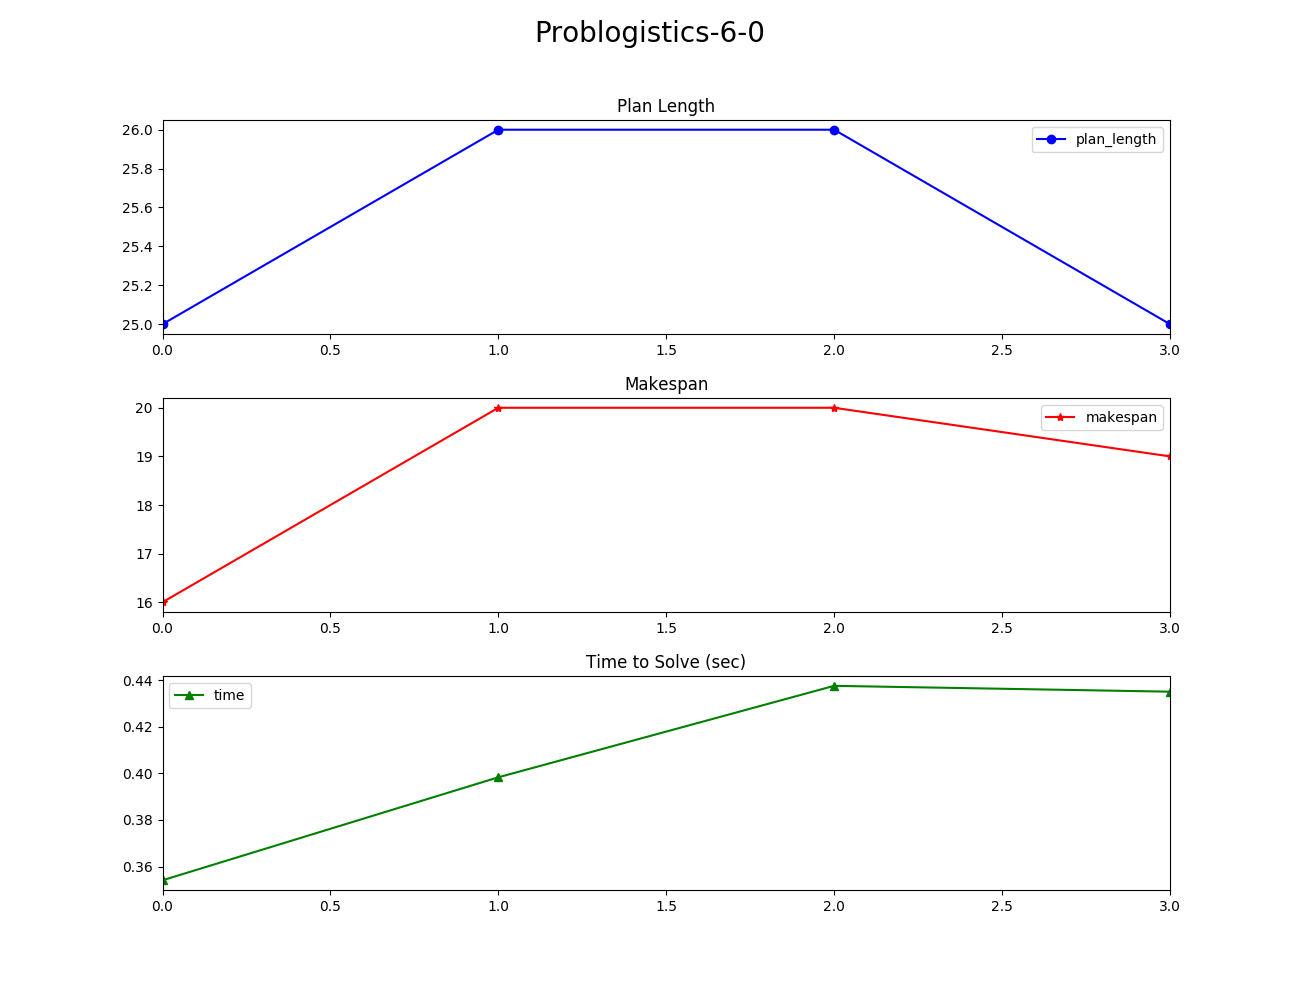 Problogistics-6-0
Plan Length
26.0
25.8
25.6
25.4
25.2
25.0
plan_length
0.0 0.5 1.0 1.5 2.0 2.5 3.0
Makespan
20
19
18
17
16
makespan
0.0 0.5 1.0 1.5 2.0 2.5 3.0
Time to Solve (sec)
0.44
0.42
0.40
0.38
0.36
time
0.0 0.5 1.0 1.5 2.0 2.5 3.0